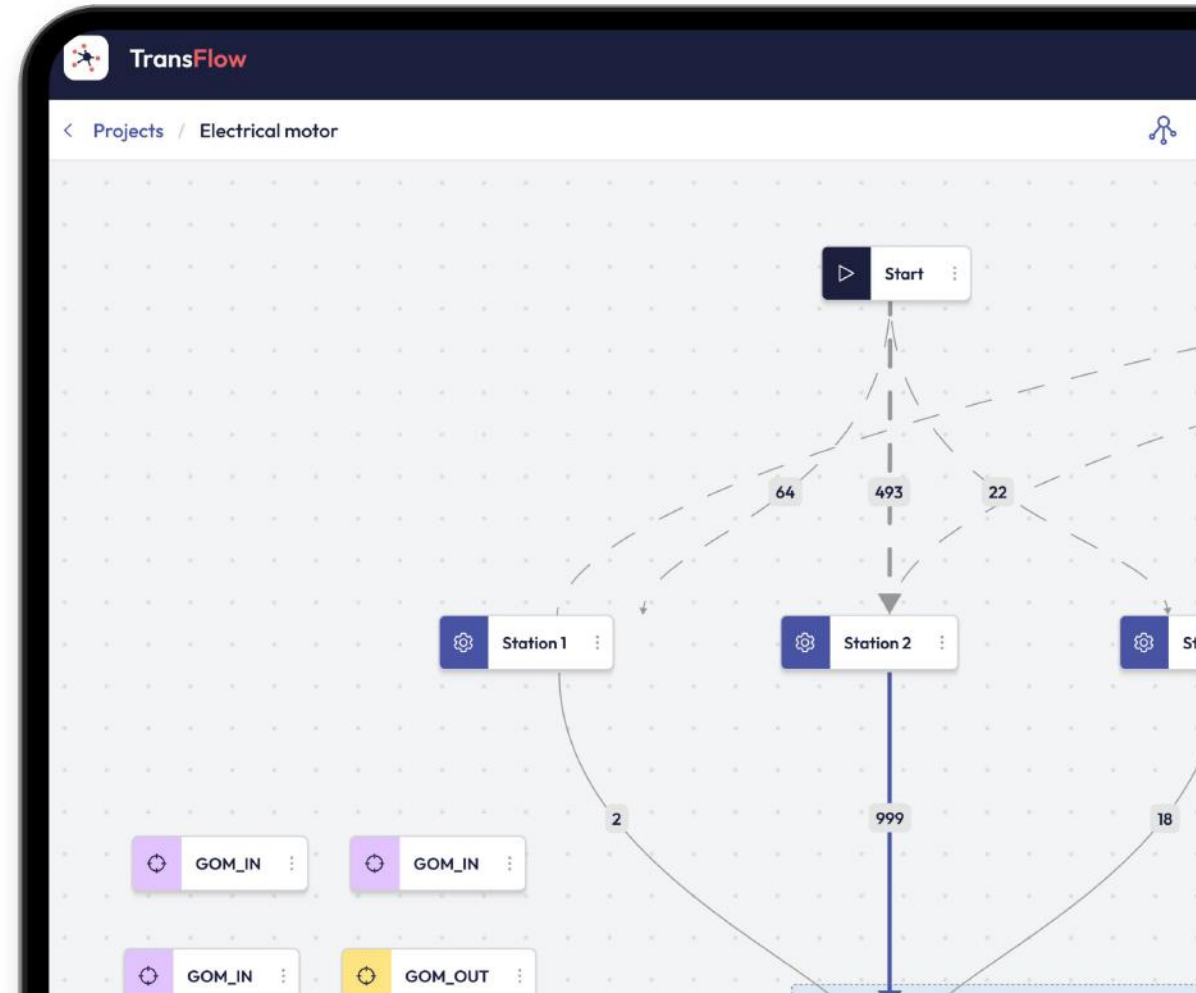 TransFlow
Projects / Electrical motor
Start
64
493
22
Station 1
Station 2
2
999
18
GOM_IN
GOM_IN
GOM_IN
GOM_OUT